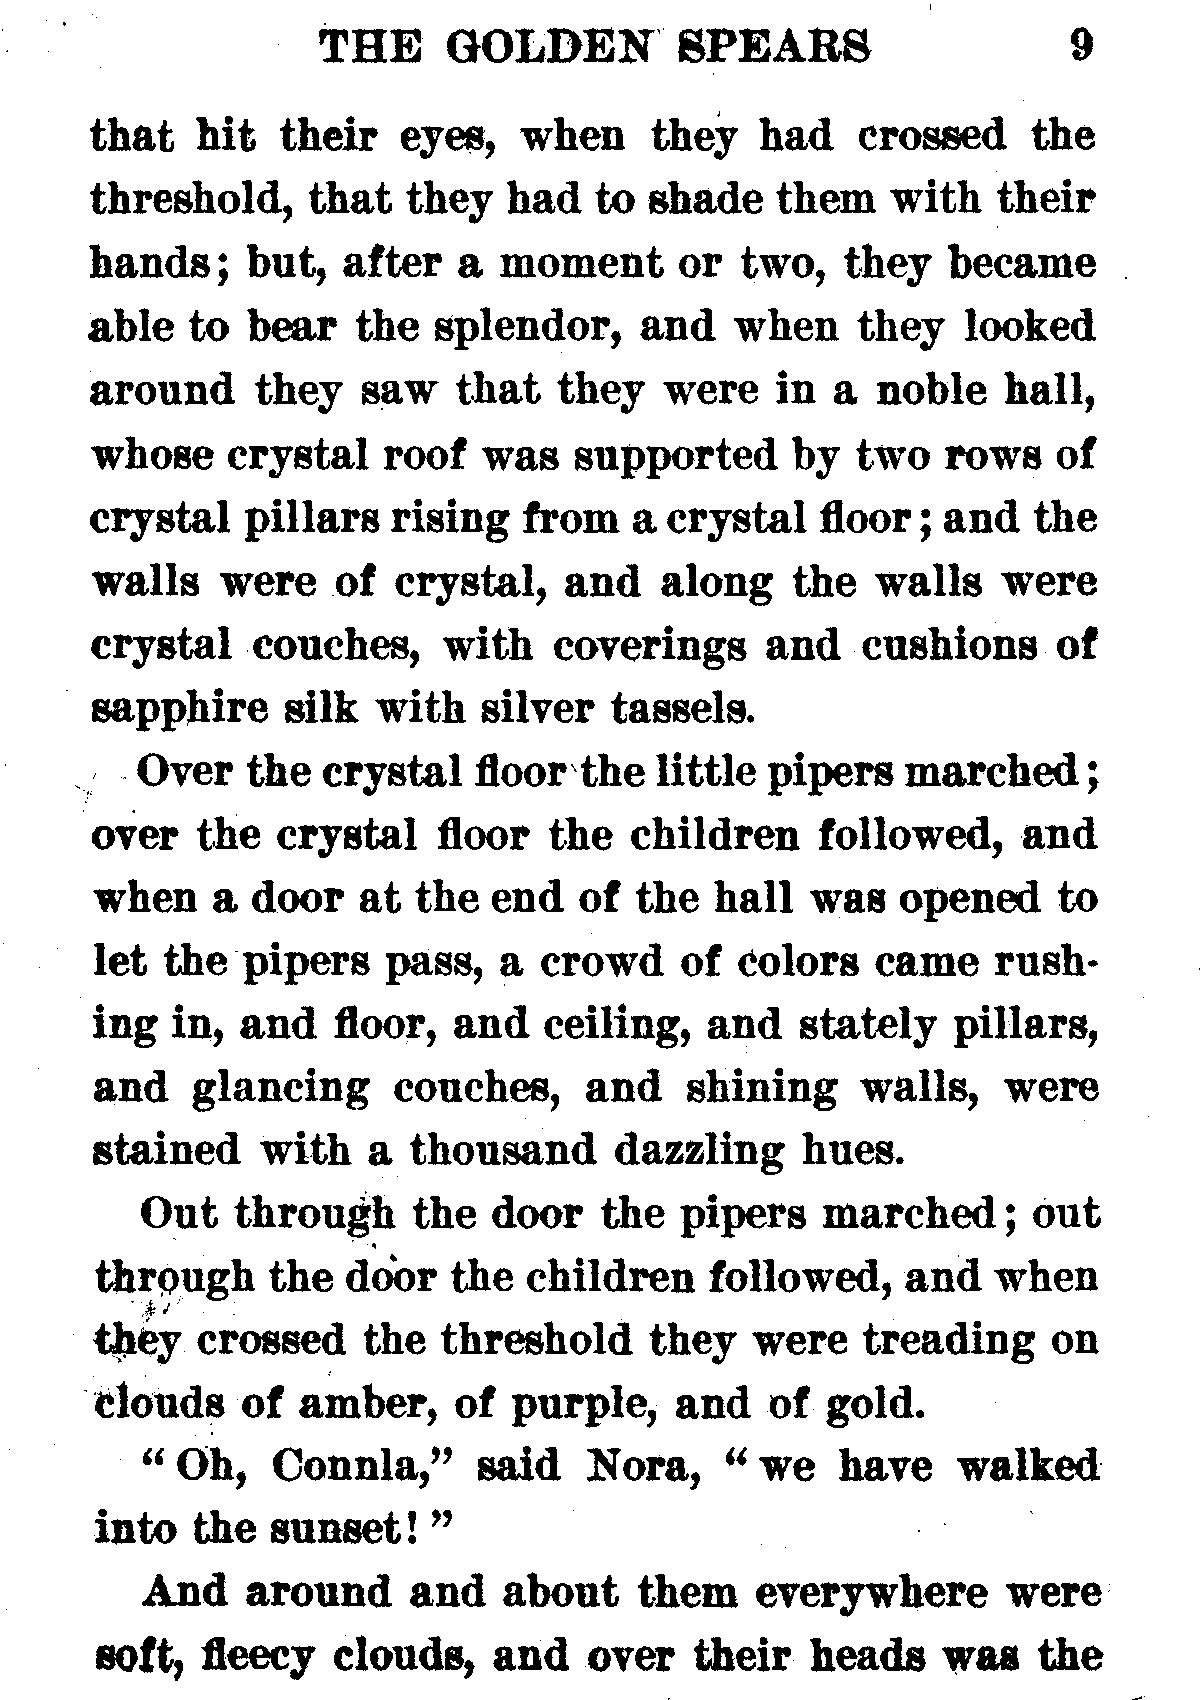 THE GOLDEN SPEARS 9
that hit their eyes, when they had crossed the
threshold, that they had to shade them with their
hands; but, after a moment or two, they became
able to bear the splendor, and when they looked
around they saw that they were in a noble hall,
whose crystal roof was supported by two rows of
crystal pillars rising from a crystal floor; and the
walls were of crystal, and along the walls were
crystal couches, with coverings and cushions of
sapphire silk with silver tassels.
Over the crystal floor the little pipers marched;
over the crystal floor the children followed, and
when a door at the end of the hall was opened to
let the pipers pass, a crowd of colors came rush-
ing in, and floor, and ceiling, and stately pillars,
and glancing couches, and shining walls, were
stained with a thousand dazzling hues.
Out through the door the pipers marched; out
through the door the children followed, and when
they crossed the threshold they were treading on
clouds of amber, of purple, and of gold.
"Oh, Connla," said Nora, "we have walked
into the sunset!"
And around and about them everywhere were
soft, fleecy clouds, and over their heads was the